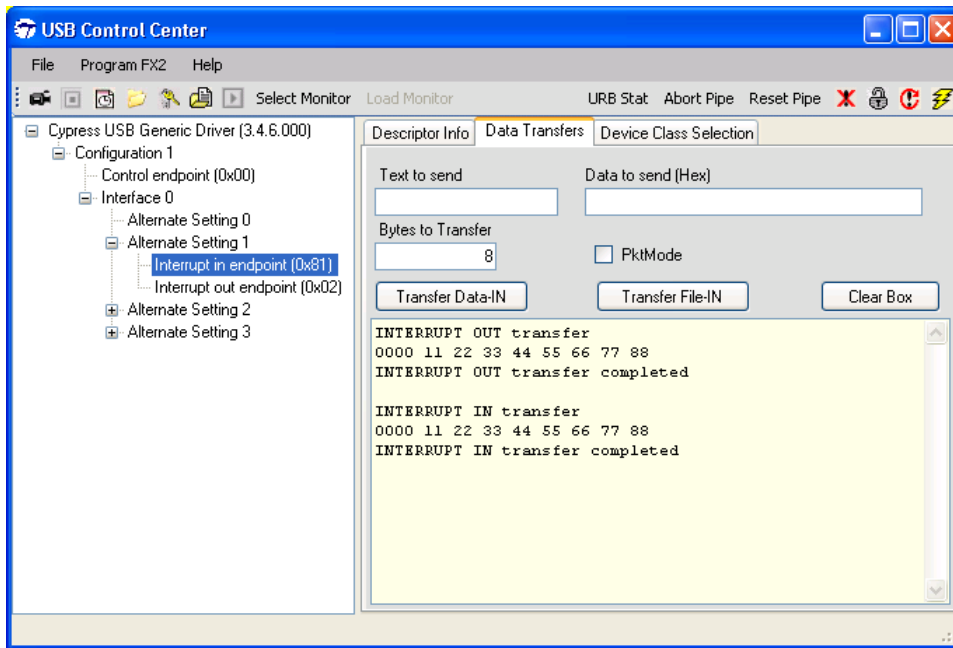 USB Control Center
File Program FX2 Help
Select Monitor Load Monitor URB Stat Abort Pipe Reset Pipe
Cypress USB Generic Driver (3.4.6.000)
Configuration 1
Control endpoint (0x00)
Interface 0
Alternate Setting 0
Alternate Setting 1
Interrupt in endpoint (0x81)
Interrupt out endpoint (0x02)
Alternate Setting 2
Alternate Setting 3
Descriptor Info Data Transfers Device Class Selection
Text to send Data to send (Hex)
Bytes to Transfer
8 PktMode
Transfer Data-IN Transfer File-IN Clear Box
INTERRUPT OUT transfer
0000 11 22 33 44 55 66 77 88
INTERRUPT OUT transfer completed
INTERRUPT IN transfer
0000 11 22 33 44 55 66 77 88
INTERRUPT IN transfer completed